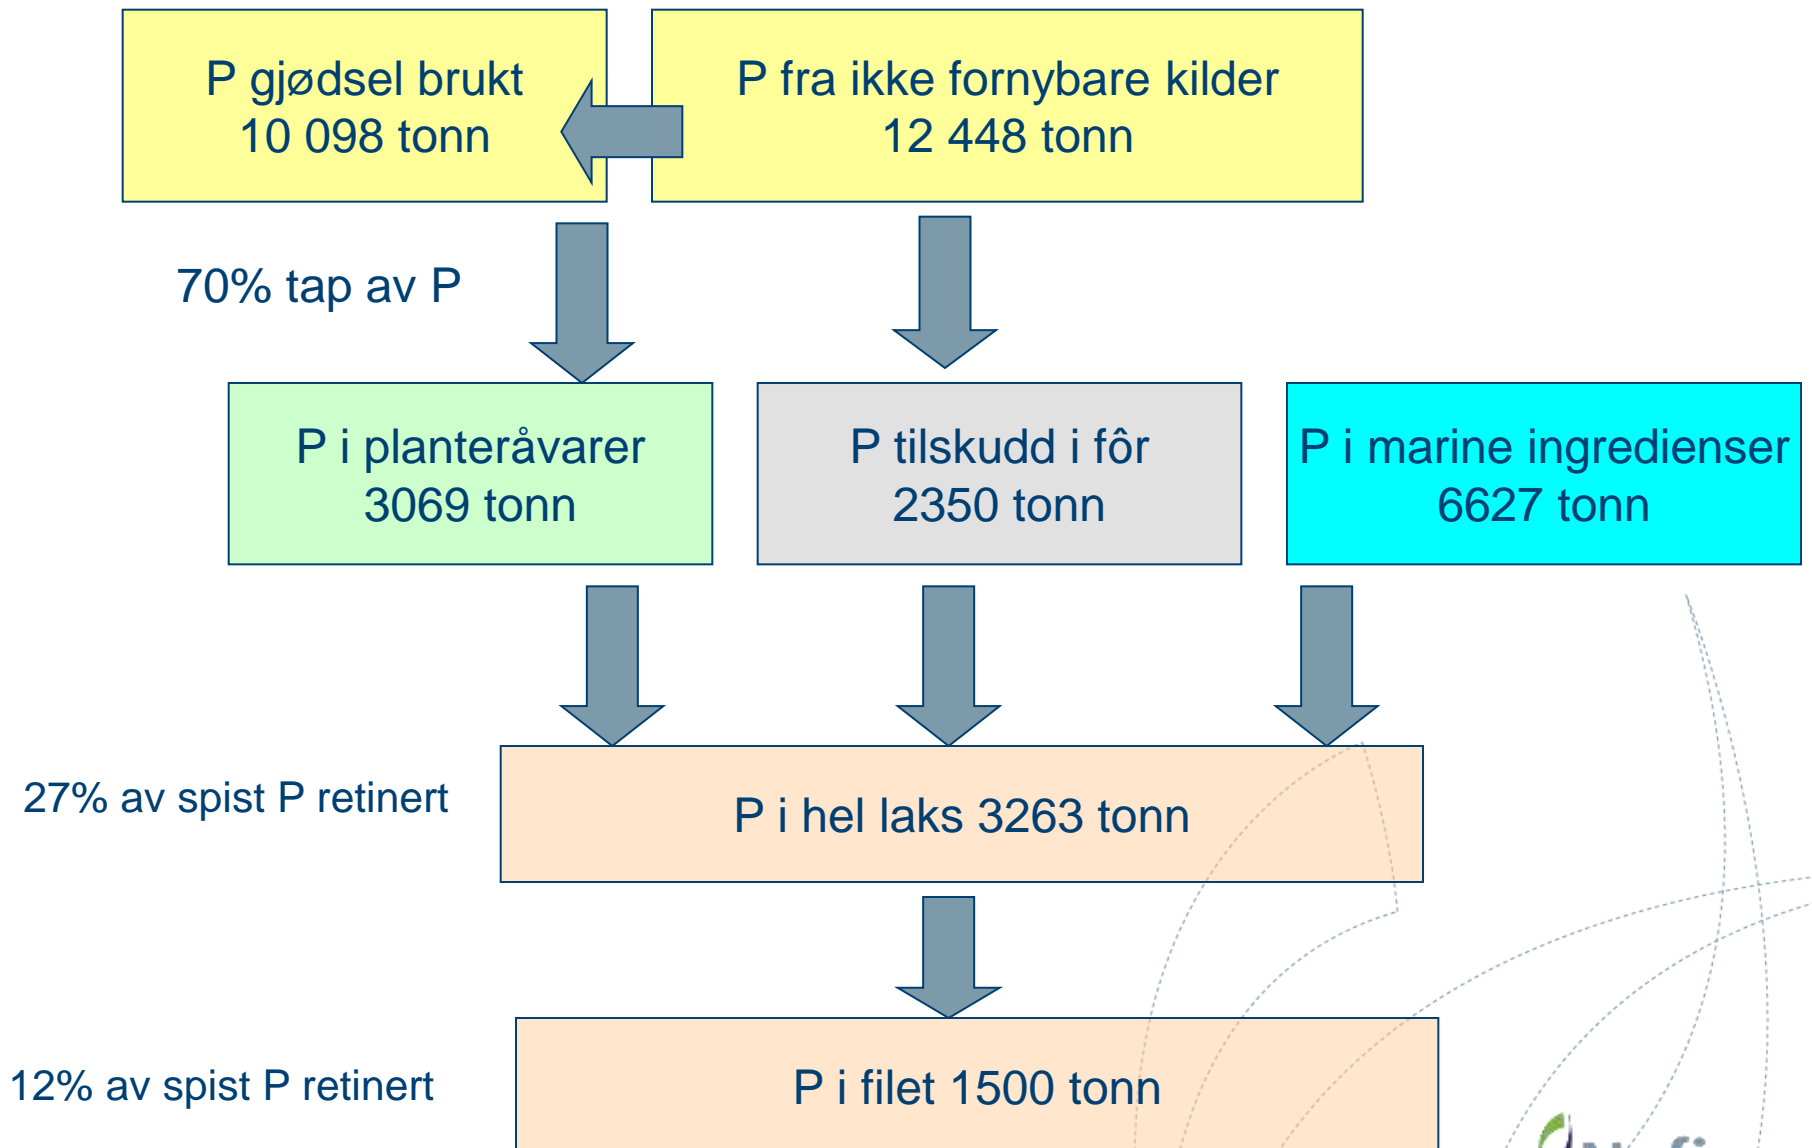 P gjødsel brukt
10 098 tonn
P fra ikke fornybare kilder
12 448 tonn
70% tap av P
P i planteråvarer
3069 tonn
P tilskudd i fôr
2350 tonn
P i marine ingredienser
6627 tonn
27% av spist P retinert
P i hel laks 3263 tonn
12% av spist P retinert
P i filet 1500 tonn